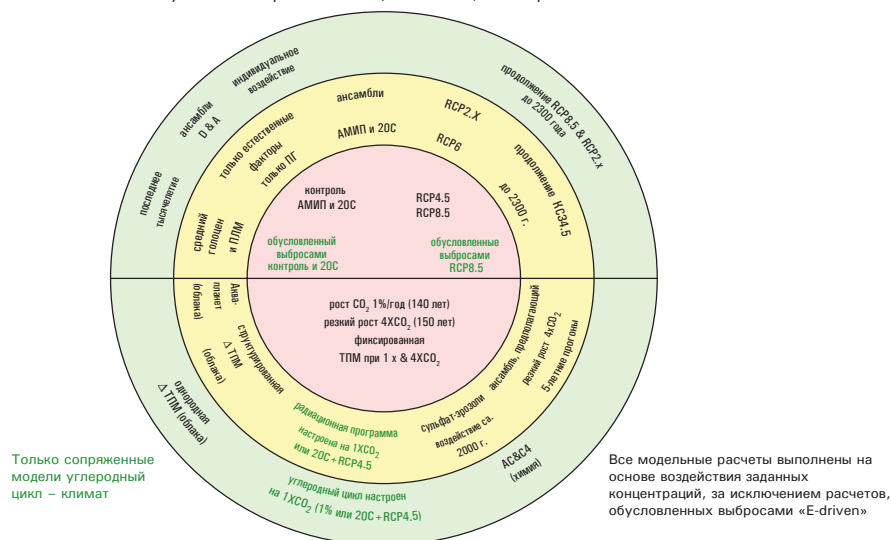 индивидуальное
воздействие
ансамбли
D & A
последнее
тысячелетие
продолжение RCP8.5 & RCP2.x
до 2300 года
ансамбли
АМИП и 20С
RCP2.X
RCP6
только естественные
факторы
только ПГ
средний
голоцен
и ПЛМ
продолжение КС34.5
до 2300 г.
контроль
АМИП и 20С
RCP4.5
RCP8.5
обусловленный
выбросами
контроль и 20С
обусловленные
выбросами
RCP8.5
рост CO₂ 1%/год (140 лет)
резкий рост 4XCO₂ (150 лет)
фиксированная
ТПМ при 1 x & 4XCO₂
Аква-
планет
(облака)
структурированная
Δ ТПМ
(облака)
ансамбль, предполагающий
резкий рост 4xCO₂
5-летние прогоны
сульфат-эрозоли
воздействие са.
2000 г.
радиационная программа
настроена на 1XCO₂
или 20С+RCP4.5
однородная
Δ ТПМ (облака)
AC&C4
(химия)
углеродный цикл настроен
на 1XCO₂ (1% или 20С+RCP4.5)
Только сопряженные
модели углеродный
цикл – климат
Все модельные расчеты выполнены на
основе воздействия заданных
концентраций, за исключением расчетов,
обусловленных выбросами «E-driven»